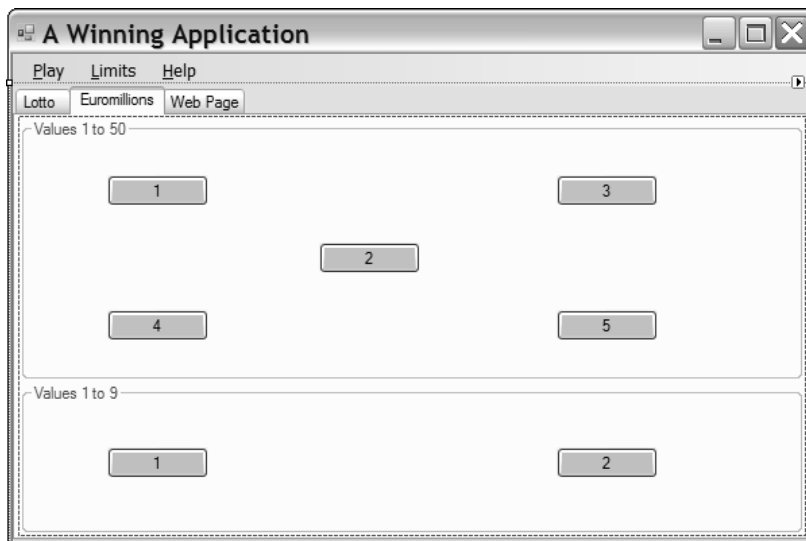 A Winning Application
Play Limits Help
Lotto Euromillions Web Page
Values 1 to 50
1 3
2
4 5
Values 1 to 9
1 2